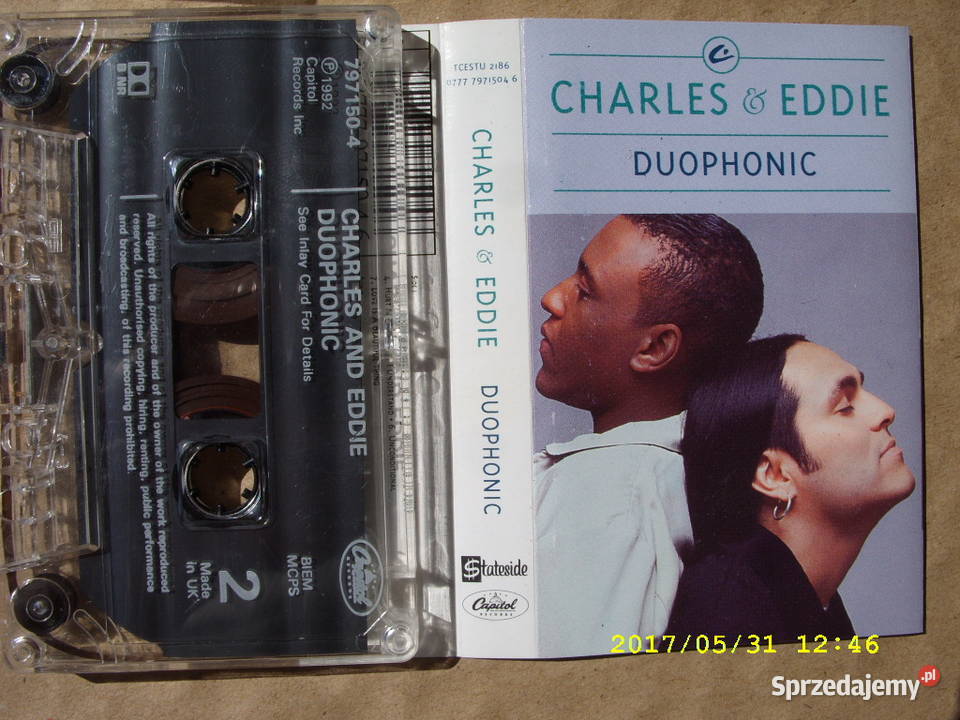 CHARLES & EDDIE
DUOPHONIC
TCESTU 2186
0777 7971504 6
CHARLES & EDDIE DUOPHONIC
Stateside
Capitol
RECORDS
797150-4
℗ 1992
Capitol
Records Inc
DOLBY B NR
CHARLES AND EDDIE
DUOPHONIC
See Inlay Card For Details
All rights of the producer and of the owner of the work reproduced
reserved. Unauthorised copying, hiring, renting, public performance
and broadcasting, of this recording prohibited.
BIEM
MCPS
2
Made
in UK
Capitol
2017/05/31 12:46
Sprzedajemy.pl